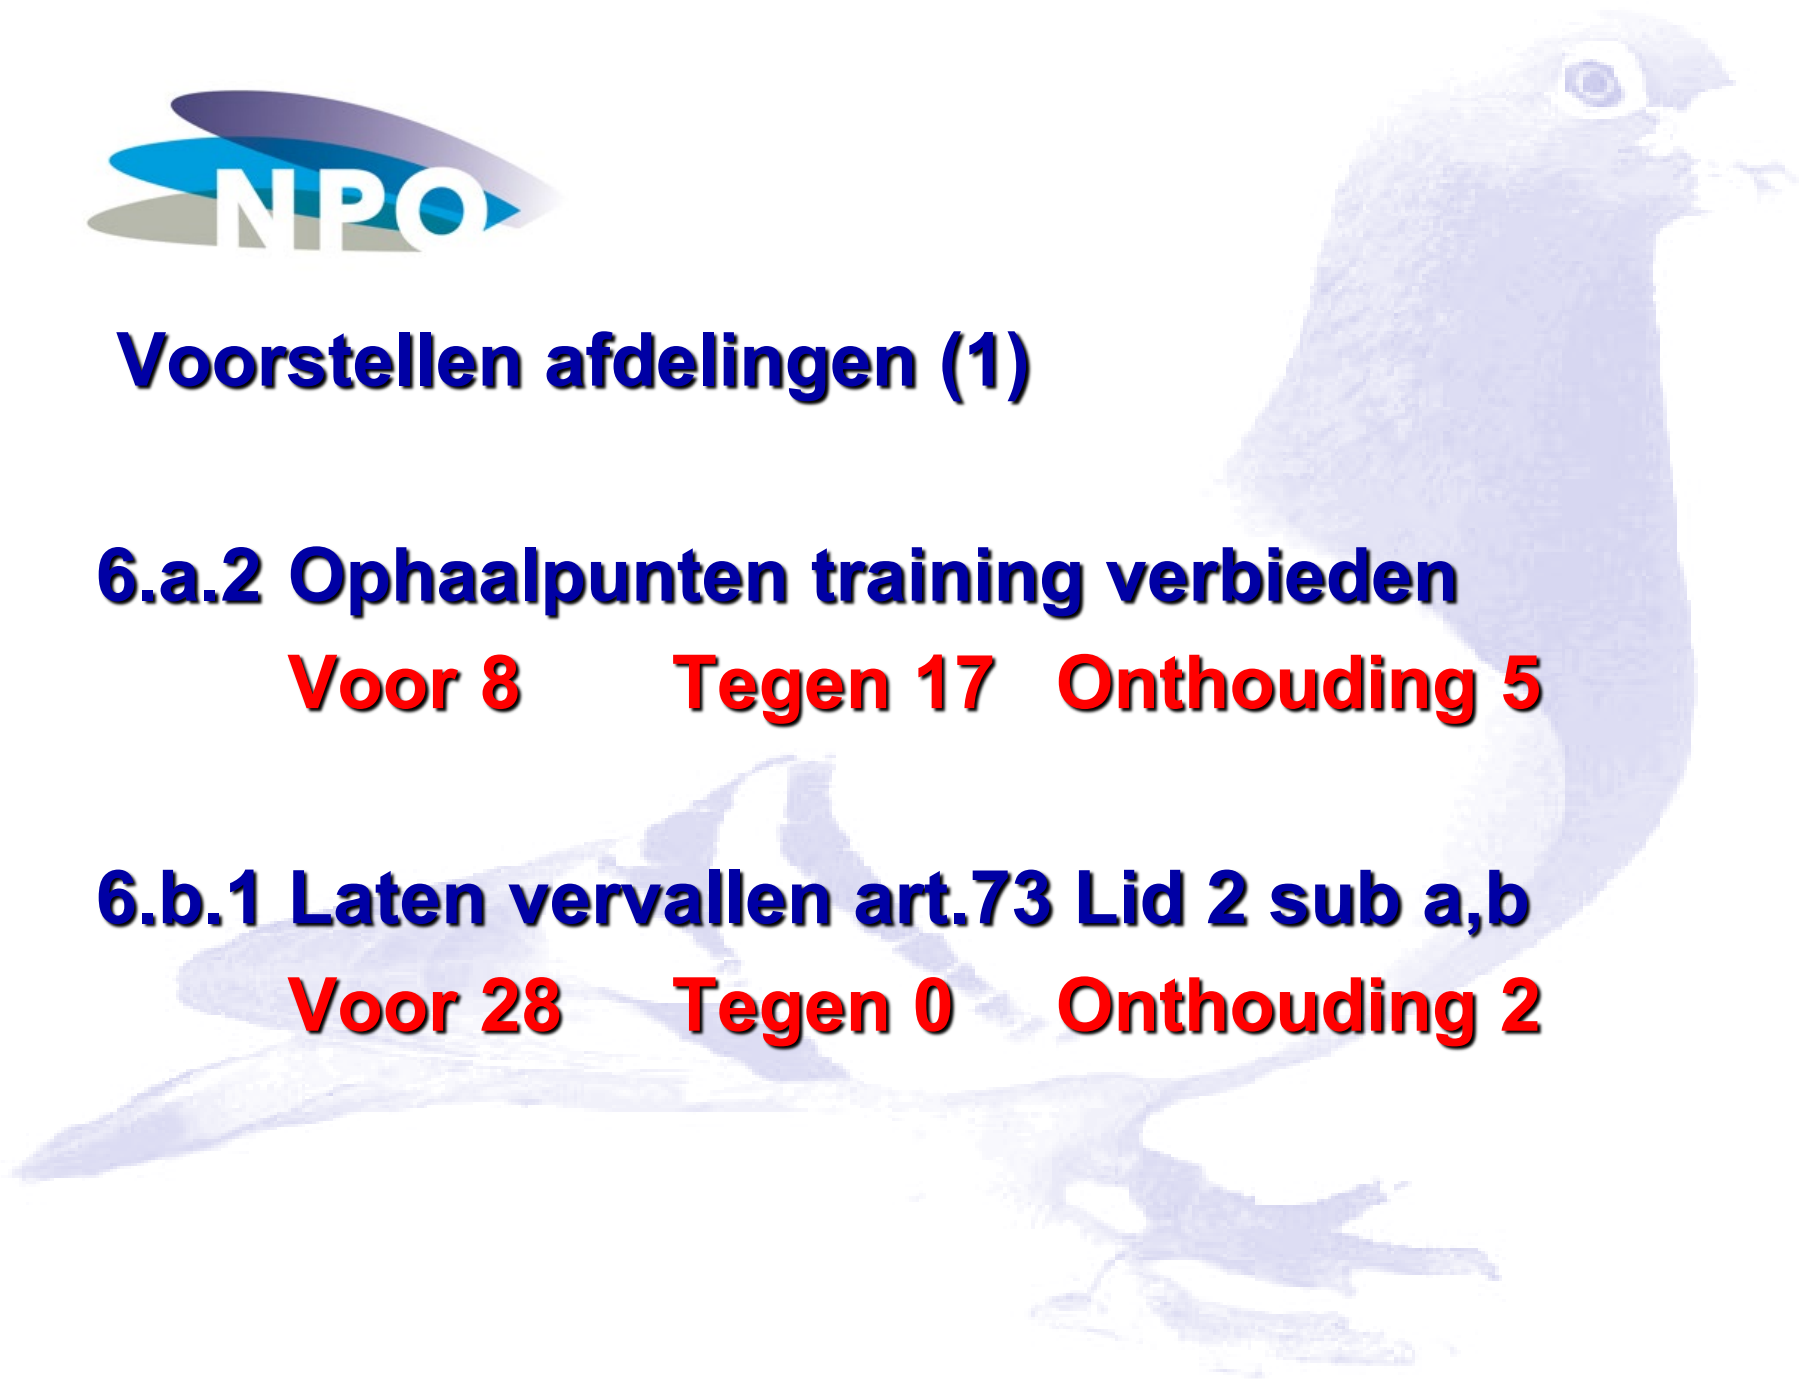 NPO
Voorstellen afdelingen (1)
6.a.2 Ophaalpunten training verbieden
Voor 8 Tegen 17 Onthouding 5
6.b.1 Laten vervallen art.73 Lid 2 sub a,b
Voor 28 Tegen 0 Onthouding 2